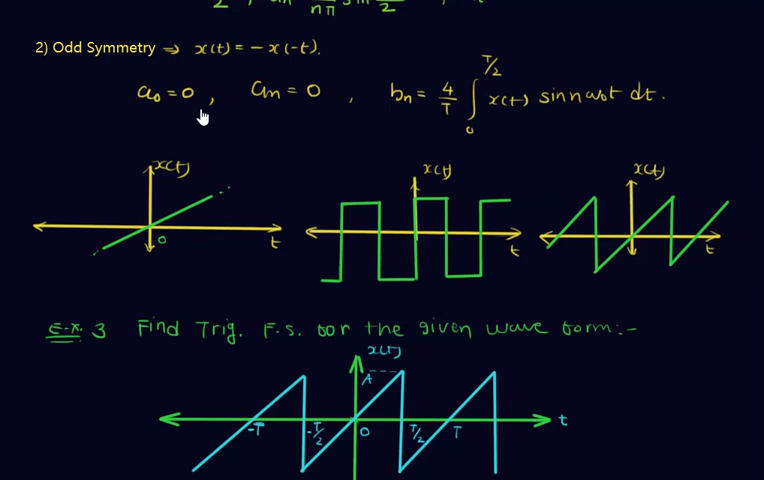 2) Odd Symmetry ⇒ x(t) = -x(-t).
a₀ = 0 , aₙ = 0 , bₙ = 4/T ∫₀^{T/2} x(t) sin nω₀t dt.
x(t) x(t) x(t)
0 t t t
Ex. 3 Find Trig. F.s. for the given wave form:-
x(t)
A
-T -T/2 0 T/2 T t